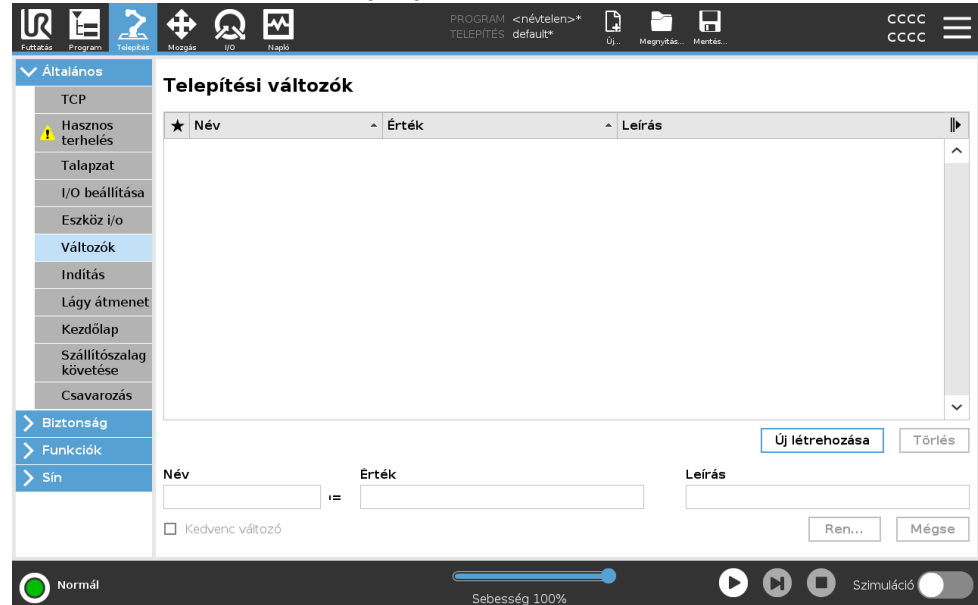 PROGRAM <névtelen>*
TELEPÍTÉS default*
CCCC
CCCC
Futtatás Program Telepítés Mozgás I/O Napló Új... Megnyitás... Mentés...
Általános
TCP
Hasznos
terhelés
Talapzat
I/O beállítása
Eszköz i/o
Változók
Indítás
Lágy átmenet
Kezdőlap
Szállítószalag
követése
Csavarozás
Biztonság
Funkciók
Sín
Telepítési változók
Név Érték Leírás
Új létrehozása Törlés
Név Érték Leírás
:=
Kedvenc változó Ren... Mégse
Normál
Sebesség 100%
Szimuláció